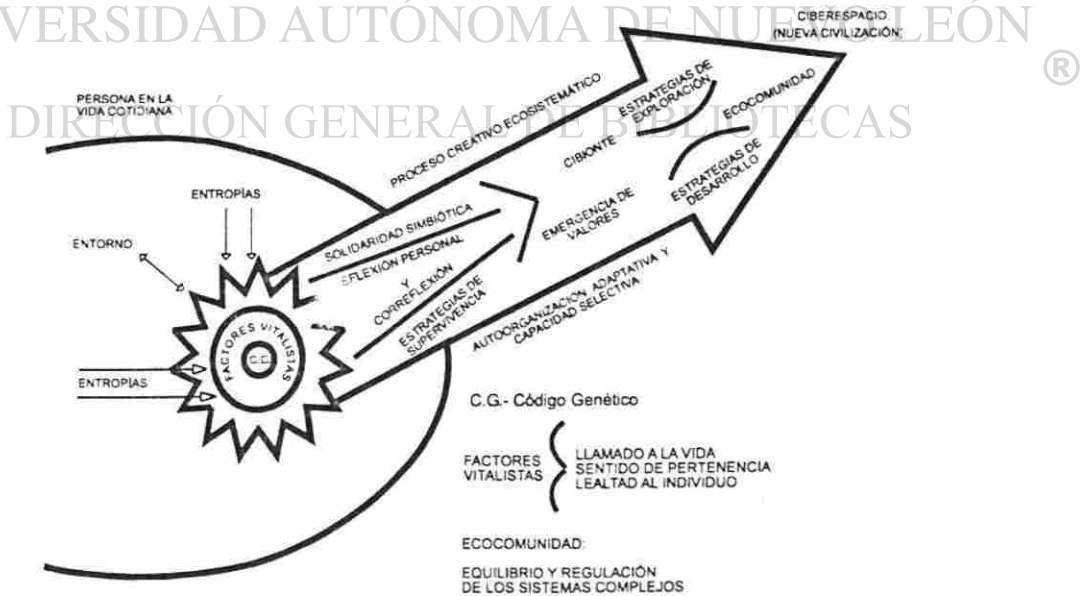 VERSIDAD AUTÓNOMA DE NUEVO LEÓN
®
DIRECCIÓN GENERAL DE BIBLIOTECAS
CIBERESPACIO
(NUEVA CIVILIZACIÓN)
PERSONA EN LA
VIDA COTIDIANA
PROCESO CREATIVO ECOSISTEMÁTICO
ESTRATEGIAS DE
EXPLORACIÓN
ECOCOMUNIDAD
CIBIONTE
ESTRATEGIAS DE
DESARROLLO
ENTROPÍAS
ENTORNO
SOLIDARIDAD SIMBIÓTICA
EFLEXIÓN PERSONAL
Y
CORREFLEXIÓN
ESTRATEGIAS DE
SUPERVIVENCIA
EMERGENCIA DE
VALORES
AUTOORGANIZACION ADAPTATIVA Y
CAPACIDAD SELECTIVA
FACTORES VITALISTAS
ENTROPÍAS
C.G.- Código Genético
FACTORES
VITALISTAS
LLAMADO A LA VIDA
SENTIDO DE PERTENENCIA
LEALTAD AL INDIVIDUO
ECOCOMUNIDAD:
EQUILIBRIO Y REGULACIÓN
DE LOS SISTEMAS COMPLEJOS